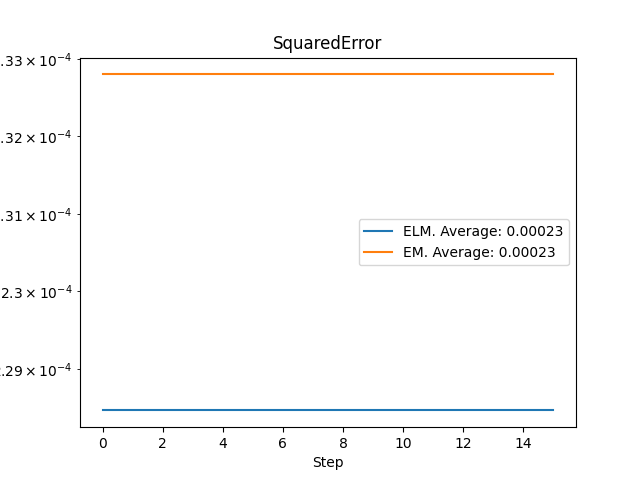 SquaredError
.33 × 10⁻⁴
.32 × 10⁻⁴
.31 × 10⁻⁴
2.3 × 10⁻⁴
.29 × 10⁻⁴
ELM. Average: 0.00023
EM. Average: 0.00023
0 2 4 6 8 10 12 14
Step